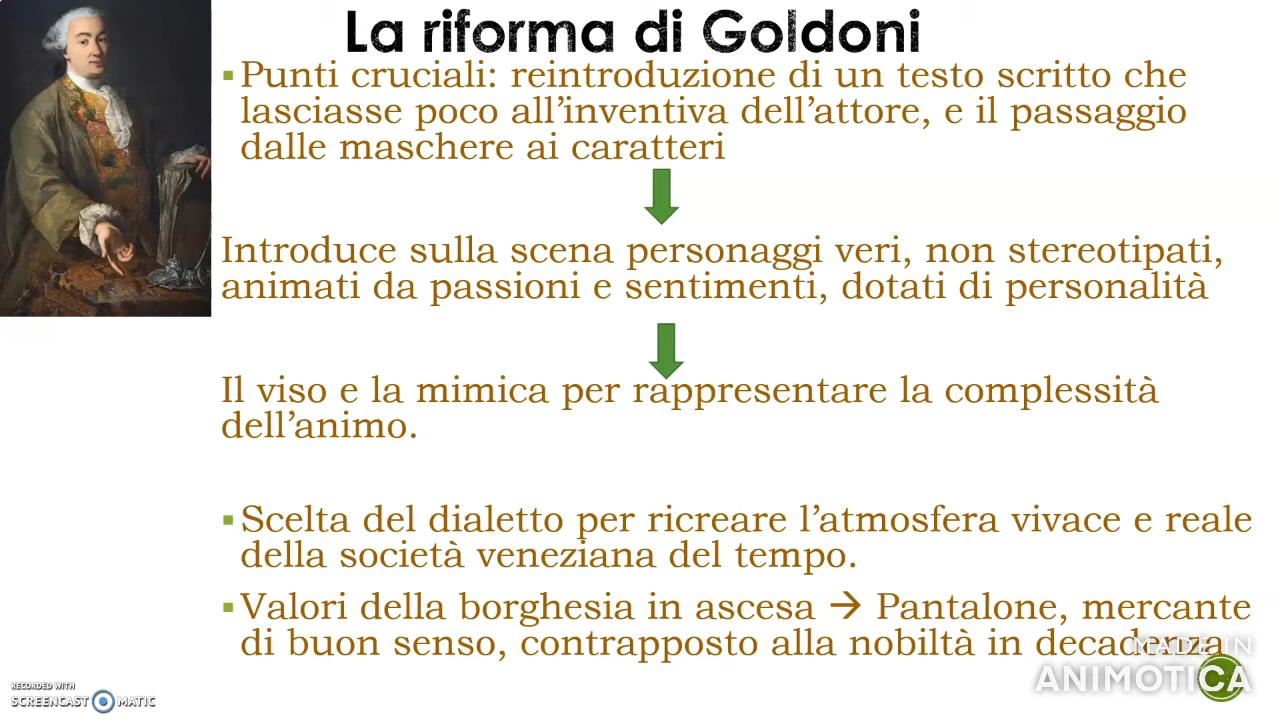 La riforma di Goldoni
▪ Punti cruciali: reintroduzione di un testo scritto che
lasciasse poco all'inventiva dell'attore, e il passaggio
dalle maschere ai caratteri
Introduce sulla scena personaggi veri, non stereotipati,
animati da passioni e sentimenti, dotati di personalità
Il viso e la mimica per rappresentare la complessità
dell'animo.
▪ Scelta del dialetto per ricreare l'atmosfera vivace e reale
della società veneziana del tempo.
▪ Valori della borghesia in ascesa → Pantalone, mercante
di buon senso, contrapposto alla nobiltà in decadenza
MADE IN
ANIMOTICA
RECORDED WITH
SCREENCAST MATIC